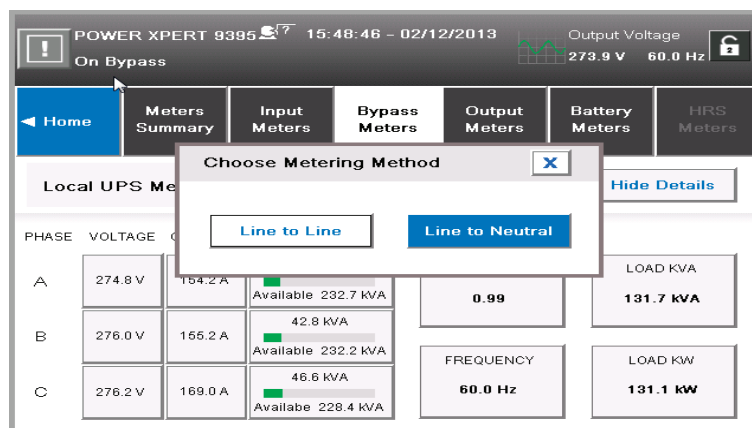 POWER XPERT 9395 ? 15:48:46 - 02/12/2013
Output Voltage
! On Bypass
273.9 V 60.0 Hz 2
Home
Meters Summary
Input Meters
Bypass Meters
Output Meters
Battery Meters
HRS Meters
Choose Metering Method X
Local UPS Me
Hide Details
Line to Line
Line to Neutral
PHASE VOLTAGE
A 274.8 V 154.2 A
Available 232.7 kVA
0.99
LOAD KVA
131.7 kVA
B 276.0 V 155.2 A
42.8 kVA
Available 232.2 kVA
FREQUENCY
60.0 Hz
LOAD KW
131.1 kW
C 276.2 V 169.0 A
46.6 kVA
Availabe 228.4 kVA